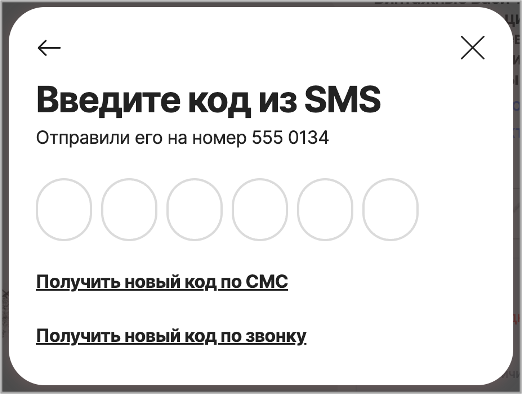 Введите код из SMS
Отправили его на номер 555 0134
Получить новый код по СМС
Получить новый код по звонку